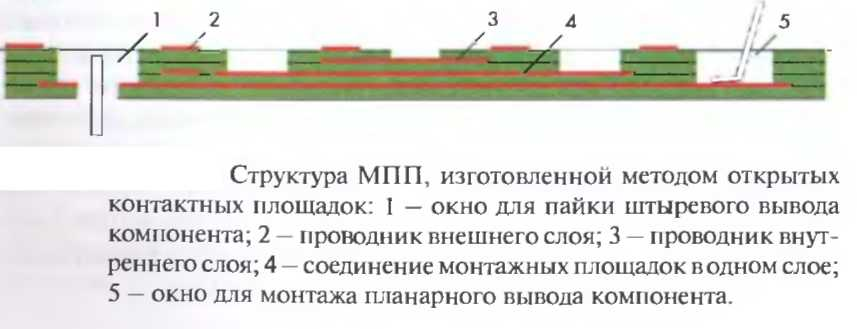 1 2 3 4 5
Структура МПП, изготовленной методом открытых
контактных площадок: 1 — окно для пайки штыревого вывода
компонента; 2 — проводник внешнего слоя; 3 — проводник внут-
реннего слоя; 4 — соединение монтажных площадок в одном слое;
5 — окно для монтажа планарного вывода компонента.